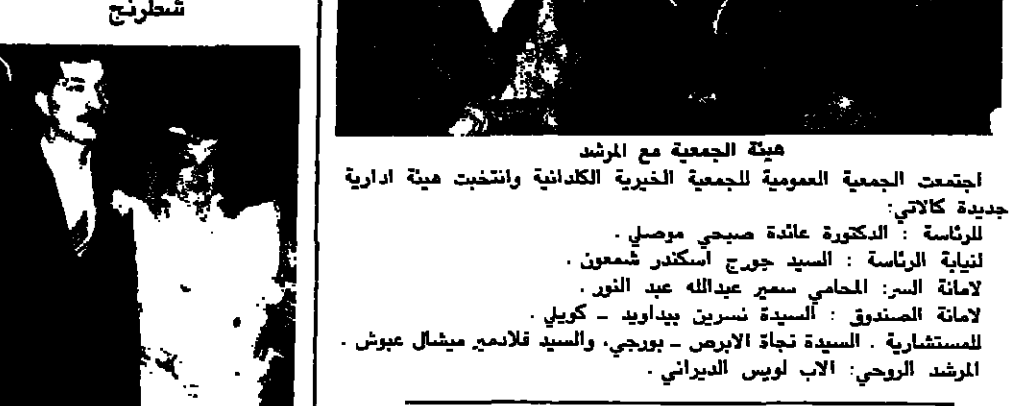 شطرنج
هيئة الجمعية مع المرشد
اجتمعت الجمعية العمومية للجمعية الخيرية الكلدانية وانتخبت هيئة ادارية
جديدة كالاتي:
للرئاسة : الدكتورة عائدة صبحي موصلي .
لنيابة الرئاسة : السيد جورج اسكندر شمعون .
لامانة السر: المحامي سمير عبدالله عبد النور .
لامانة الصندوق : السيدة نسرين بيداويد ــ كويلي .
للمستشارية . السيدة نجاة الابرص ــ بورجي، والسيد فلاديمير ميشال عبوش .
المرشد الروحي: الاب لويس الديراني .